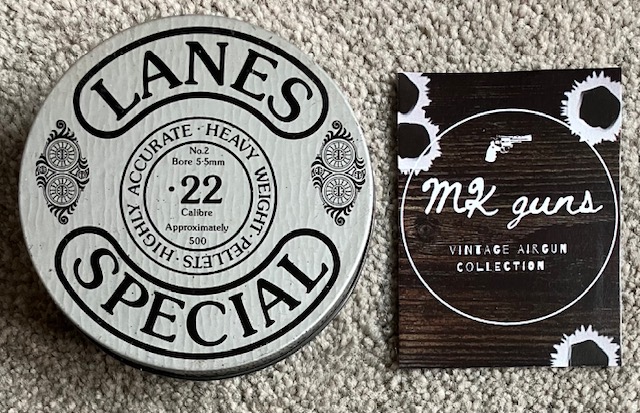 LANES
HIGHLY ACCURATE · HEAVY WEIGHT · PELLETS ·
No.2
Bore 5·5mm
·22
Calibre
Approximately
500
SPECIAL
MK guns
VINTAGE AIRGUN
COLLECTION